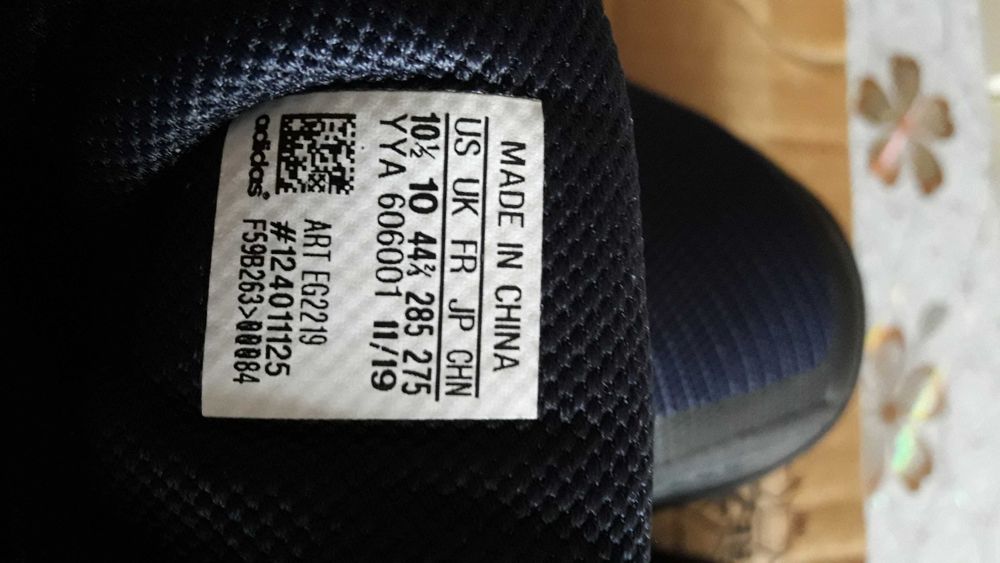 MADE IN CHINA
US UK FR JP CHN
10½ 10 44⅔ 285 275
YYA 606001 11/19
adidas
ART EG2219
#124011125
F59B263>00084